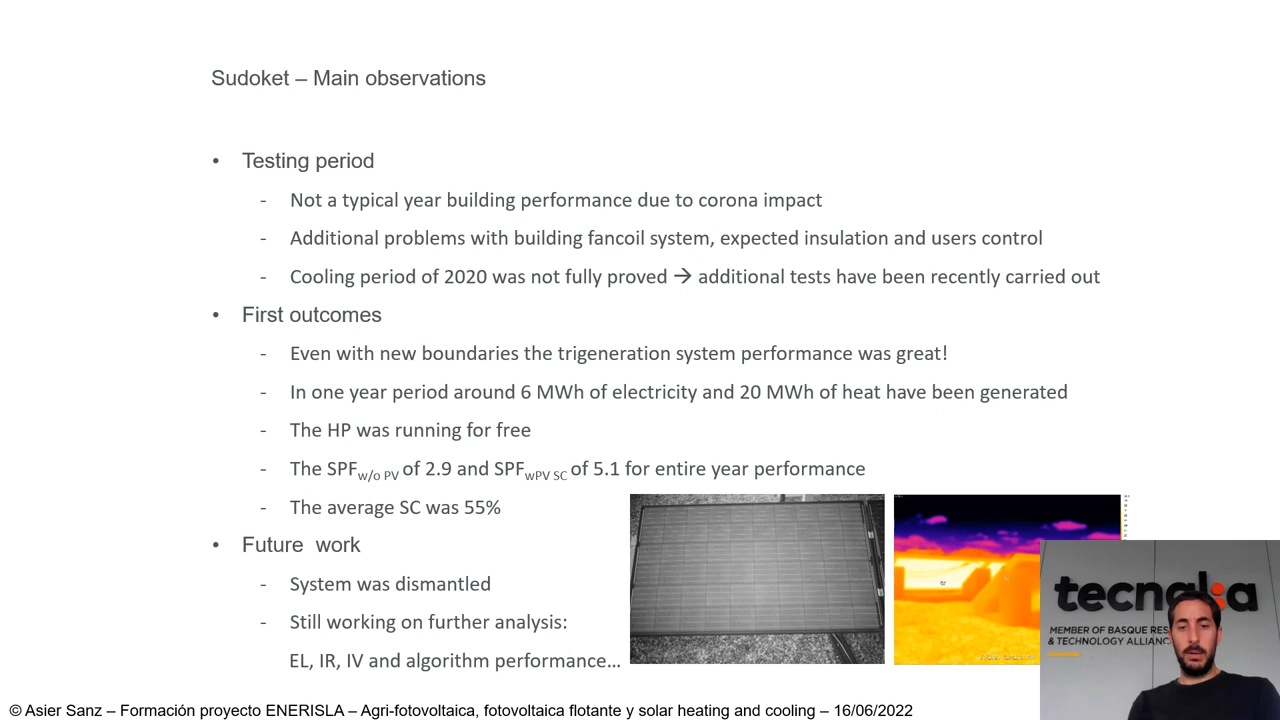 Sudoket – Main observations
• Testing period
- Not a typical year building performance due to corona impact
- Additional problems with building fancoil system, expected insulation and users control
- Cooling period of 2020 was not fully proved → additional tests have been recently carried out
• First outcomes
- Even with new boundaries the trigeneration system performance was great!
- In one year period around 6 MWh of electricity and 20 MWh of heat have been generated
- The HP was running for free
- The SPF w/o PV of 2.9 and SPF wPV SC of 5.1 for entire year performance
- The average SC was 55%
• Future work
- System was dismantled
- Still working on further analysis:
EL, IR, IV and algorithm performance...
tecnalia
MEMBER OF BASQUE RES
& TECHNOLOGY ALLIANC
© Asier Sanz – Formación proyecto ENERISLA – Agri-fotovoltaica, fotovoltaica flotante y solar heating and cooling – 16/06/2022